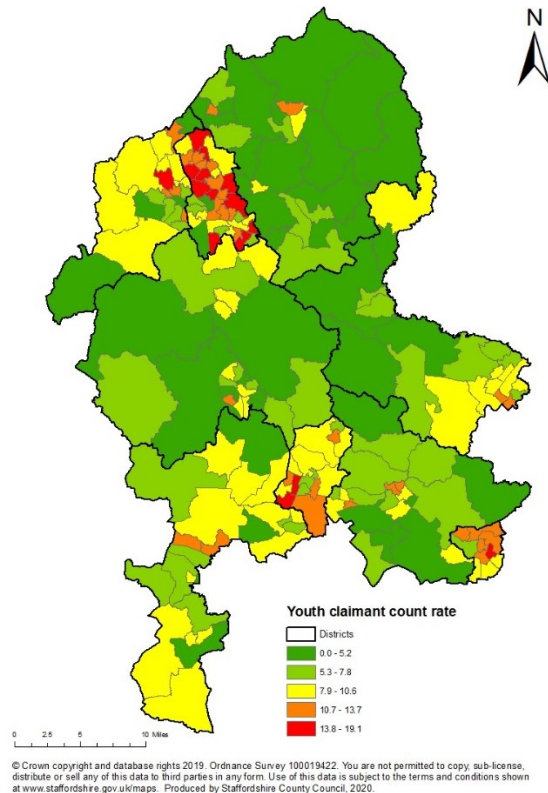 N
Youth claimant count rate
Districts
0.0 - 5.2
5.3 - 7.8
7.9 - 10.6
10.7 - 13.7
13.8 - 19.1
0 2.5 5 10 Miles
© Crown copyright and database rights 2019. Ordnance Survey 100019422. You are not permitted to copy, sub-license,
distribute or sell any of this data to third parties in any form. Use of this data is subject to the terms and conditions shown
at www.staffordshire.gov.uk/maps. Produced by Staffordshire County Council, 2020.